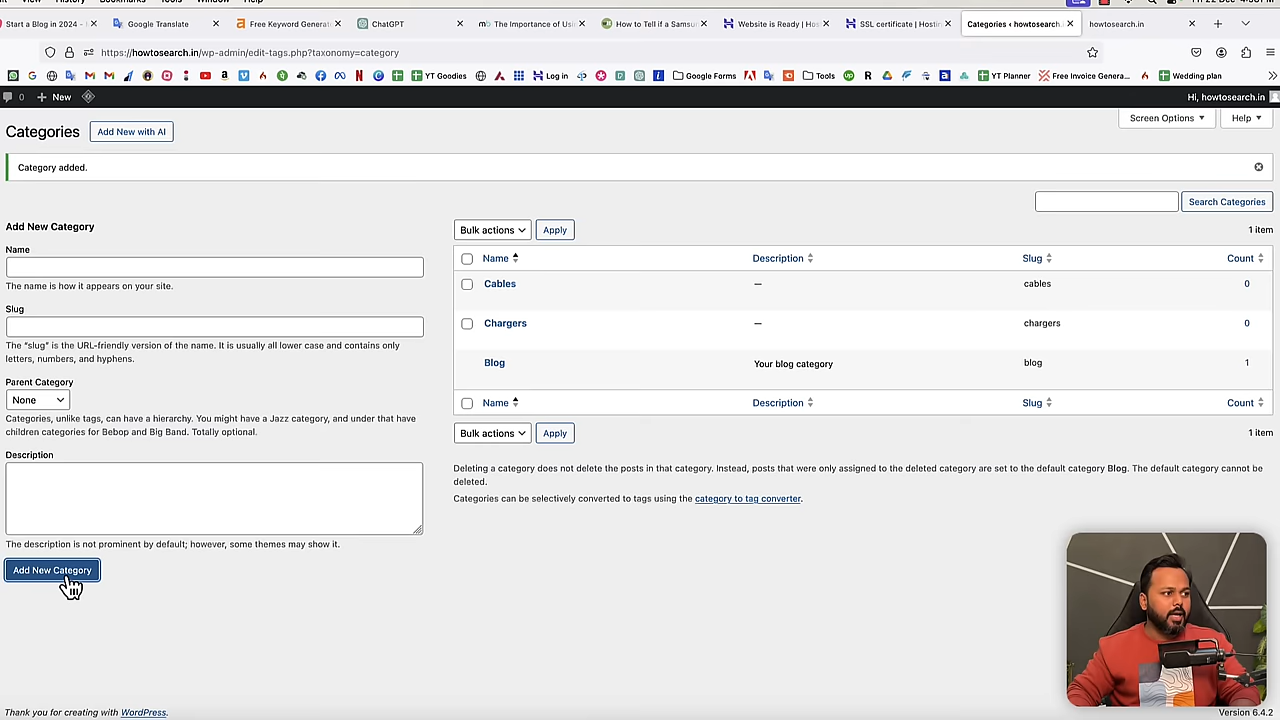 View History Bookmarks Tools Window Help
Start a Blog in 2024 -
Google Translate
Free Keyword Generat
ChatGPT
The Importance of Usi
How to Tell if a Samsu
Website is Ready | Hos
SSL certificate | Hostin
Categories ‹ howtosearch.
howtosearch.in
https://howtosearch.in/wp-admin/edit-tags.php?taxonomy=category
YT Goodies
Log in
Google Forms
Tools
YT Planner
Free Invoice Genera...
Wedding plan
0 New
Hi, howtosearch.in
Categories
Add New with AI
Screen Options
Help
Category added.
Search Categories
Add New Category
Name
The name is how it appears on your site.
Slug
The “slug” is the URL-friendly version of the name. It is usually all lower case and contains only
letters, numbers, and hyphens.
Parent Category
None
Categories, unlike tags, can have a hierarchy. You might have a Jazz category, and under that have
children categories for Bebop and Big Band. Totally optional.
Description
The description is not prominent by default; however, some themes may show it.
Add New Category
Bulk actions Apply 1 item
Name Description Slug Count
Cables — cables 0
Chargers — chargers 0
Blog Your blog category blog 1
Name Description Slug Count
Bulk actions Apply 1 item
Deleting a category does not delete the posts in that category. Instead, posts that were only assigned to the deleted category are set to the default category Blog. The default category cannot be
deleted.
Categories can be selectively converted to tags using the category to tag converter.
Thank you for creating with WordPress.
Version 6.4.2